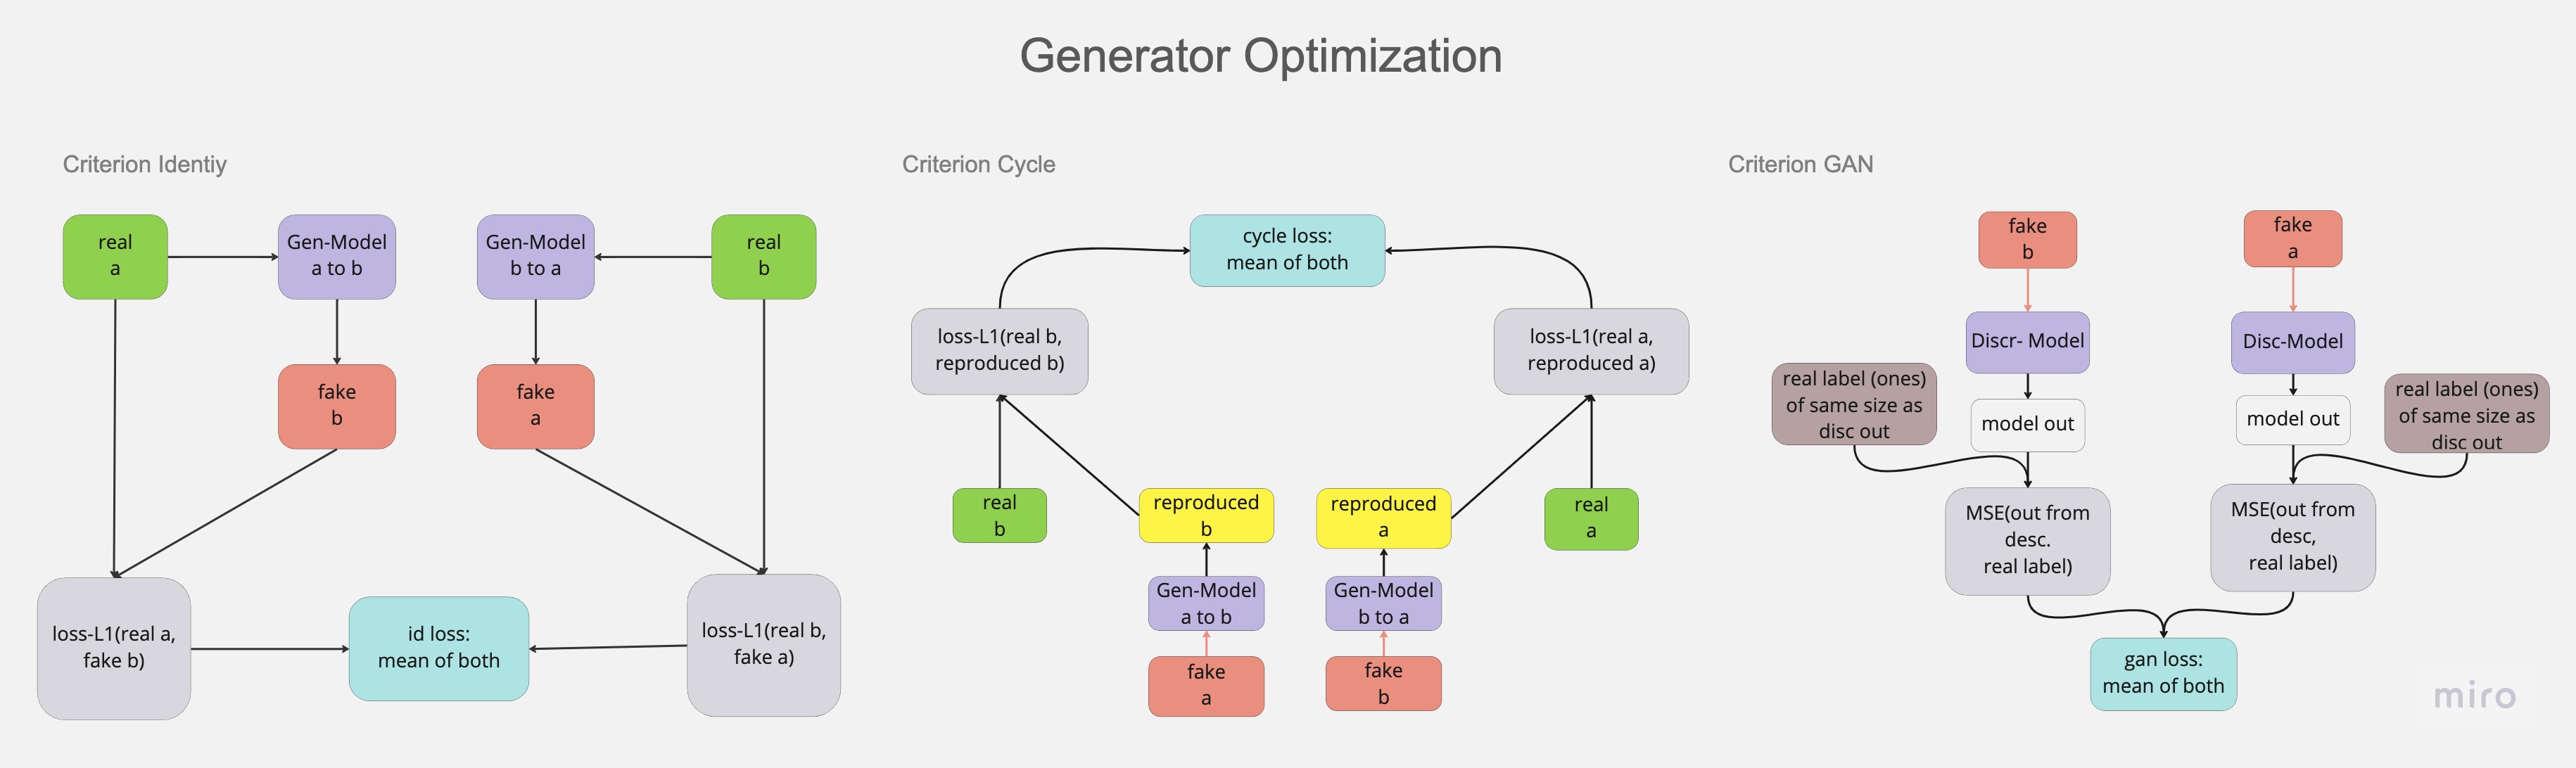 Generator Optimization
Criterion Identiy
real
a
Gen-Model
a to b
Gen-Model
b to a
real
b
fake
b
fake
a
loss-L1(real a,
fake b)
id loss:
mean of both
loss-L1(real b,
fake a)
Criterion Cycle
cycle loss:
mean of both
loss-L1(real b,
reproduced b)
loss-L1(real a,
reproduced a)
real
b
reproduced
b
reproduced
a
real
a
Gen-Model
a to b
Gen-Model
b to a
fake
a
fake
b
Criterion GAN
fake
b
fake
a
Discr- Model
Disc-Model
real label (ones)
of same size as
disc out
model out
model out
real label (ones)
of same size as
disc out
MSE(out from
desc.
real label)
MSE(out from
desc,
real label)
gan loss:
mean of both
miro